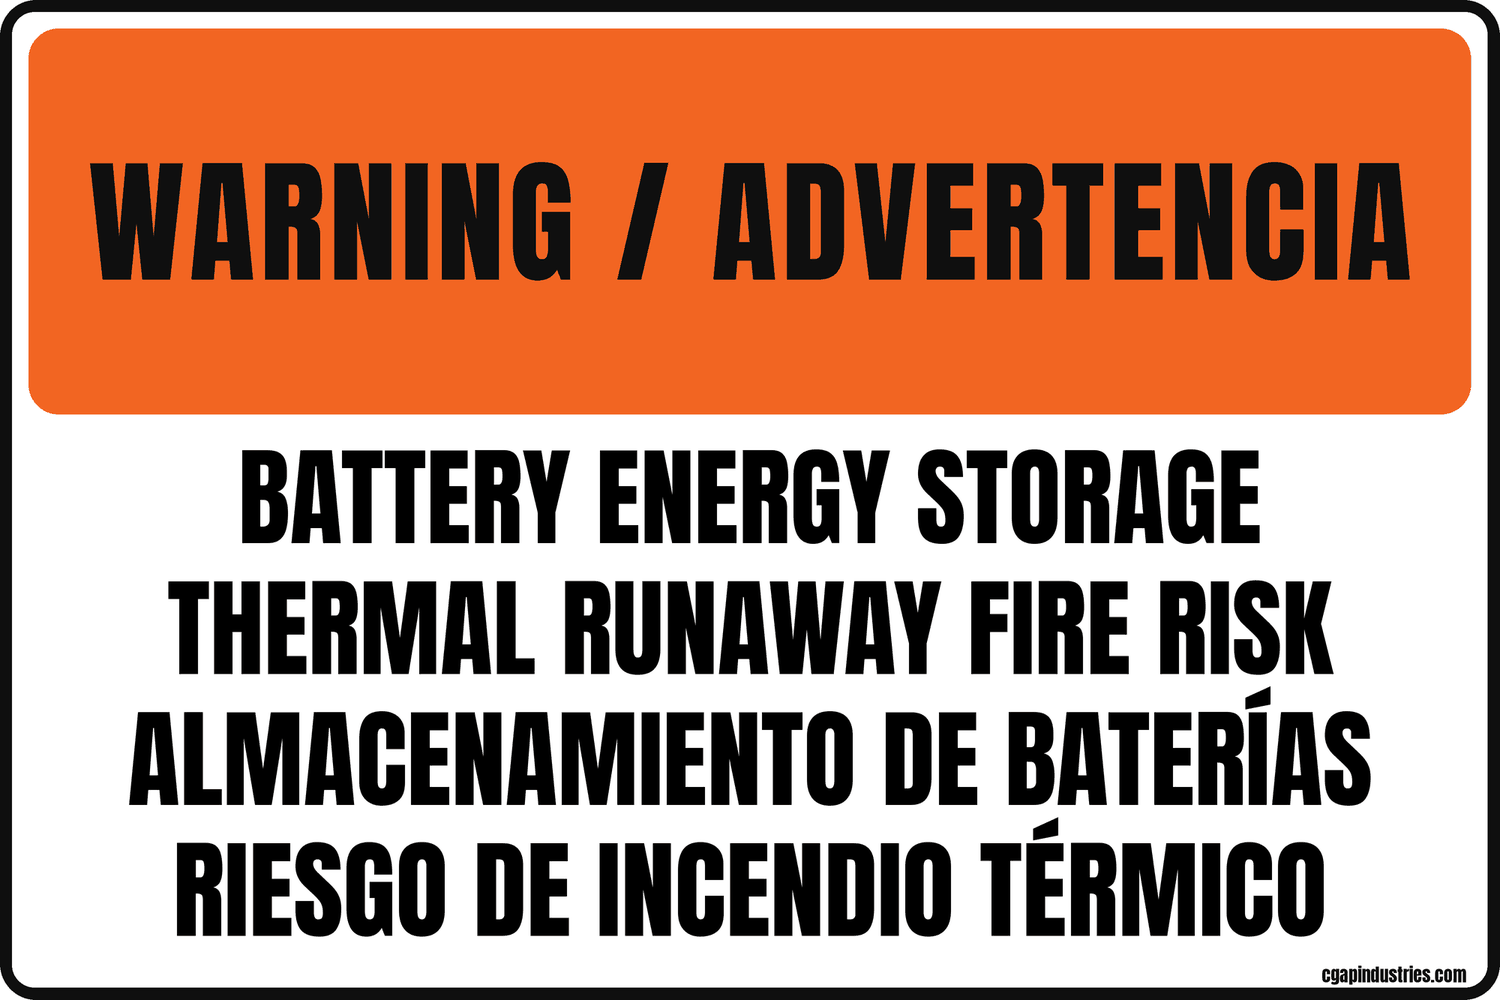 WARNING / ADVERTENCIA
BATTERY ENERGY STORAGE
THERMAL RUNAWAY FIRE RISK
ALMACENAMIENTO DE BATERÍAS
RIESGO DE INCENDIO TÉRMICO
cgapindustries.com